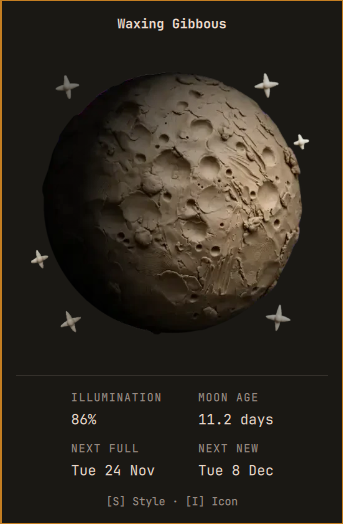 Waxing Gibbous
ILLUMINATION MOON AGE
86% 11.2 days
NEXT FULL NEXT NEW
Tue 24 Nov Tue 8 Dec
[S] Style · [I] Icon